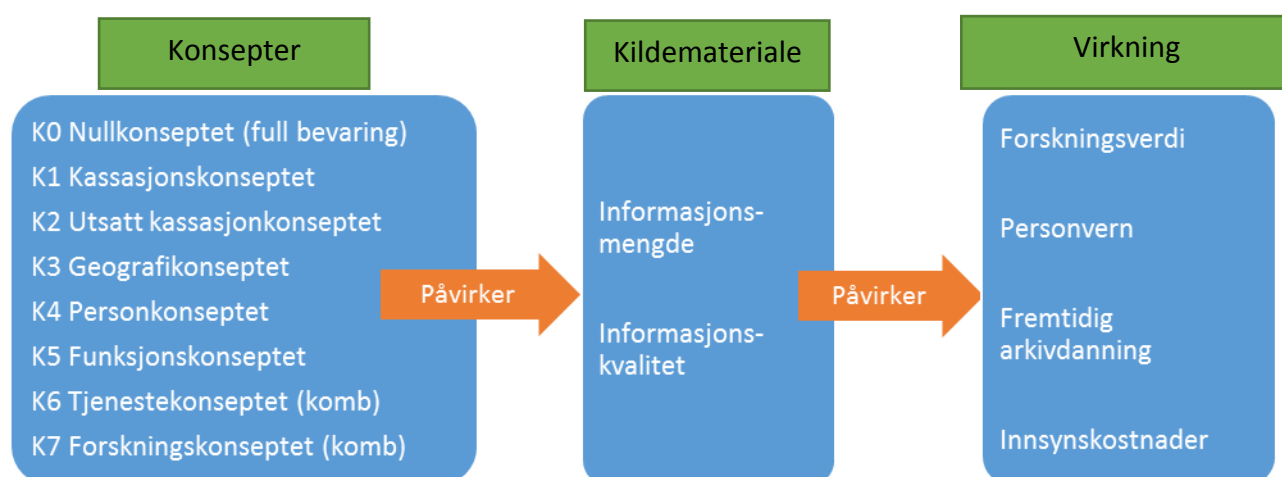 Konsepter
K0 Nullkonseptet (full bevaring)
K1 Kassasjonskonseptet
K2 Utsatt kassasjonkonseptet
K3 Geografikonseptet
K4 Personkonseptet
K5 Funksjonskonseptet
K6 Tjenestekonseptet (komb)
K7 Forskningskonseptet (komb)
Påvirker
Kildemateriale
Informasjons-
mengde
Informasjons-
kvalitet
Påvirker
Virkning
Forskningsverdi
Personvern
Fremtidig
arkivdanning
Innsynskostnader